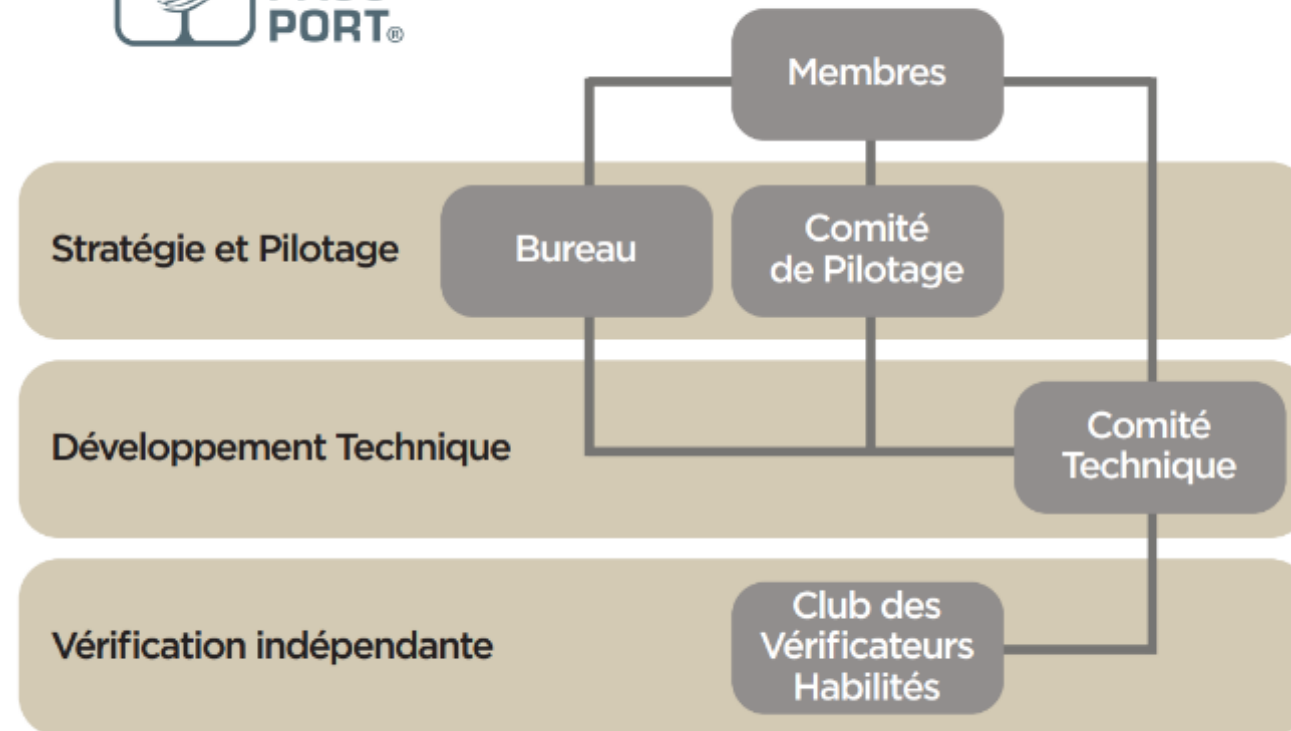 PORT®
Membres
Stratégie et Pilotage
Bureau
Comité
de Pilotage
Développement Technique
Comité
Technique
Vérification indépendante
Club des
Vérificateurs
Habilités